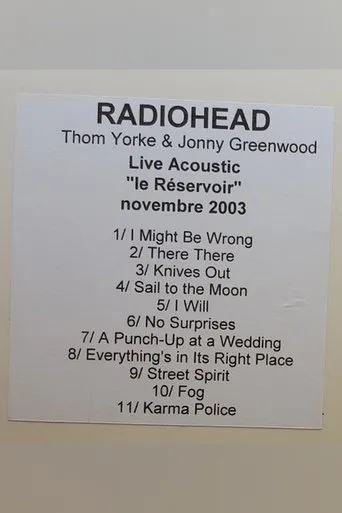 RADIOHEAD
Thom Yorke & Jonny Greenwood
Live Acoustic
"le Réservoir"
novembre 2003
1/ I Might Be Wrong
2/ There There
3/ Knives Out
4/ Sail to the Moon
5/ I Will
6/ No Surprises
7/ A Punch-Up at a Wedding
8/ Everything's in Its Right Place
9/ Street Spirit
10/ Fog
11/ Karma Police